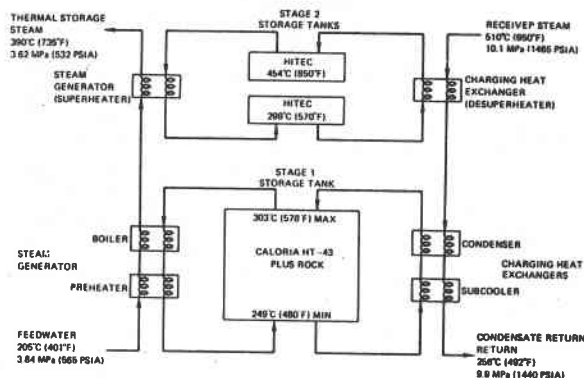 THERMAL STORAGE
STEAM
390°C (735°F)
3.62 MPa (532 PSIA)
STAGE 2
STORAGE TANKS
RECEIVER STEAM
510°C (950°F)
10.1 MPa (1465 PSIA)
HITEC
454°C (850°F)
STEAM
GENERATOR
(SUPERHEATER)
HITEC
299°C (570°F)
CHARGING HEAT
EXCHANGER
(DESUPERHEATER)
STAGE 1
STORAGE TANK
303°C (578 F) MAX
BOILER
CALORIA HT-43
PLUS ROCK
CONDENSER
STEAM
GENERATOR
CHARGING HEAT
EXCHANGERS
PREHEATER
SUBCOOLER
249°C (480 F) MIN
FEEDWATER
205°C (401°F)
3.84 MPa (565 PSIA)
CONDENSATE RETURN
RETURN
256°C (492°F)
9.9 MPa (1440 PSIA)